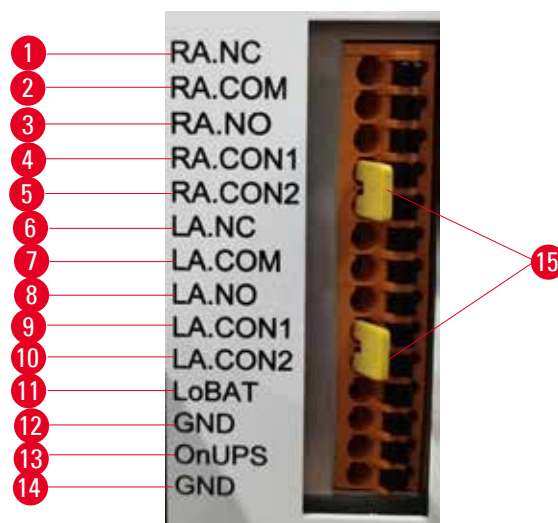 1 RA.NC
2 RA.COM
3 RA.NO
4 RA.CON1
5 RA.CON2
6 LA.NC
7 LA.COM
8 LA.NO
9 LA.CON1
10 LA.CON2
11 LoBAT
12 GND
13 OnUPS
14 GND
15